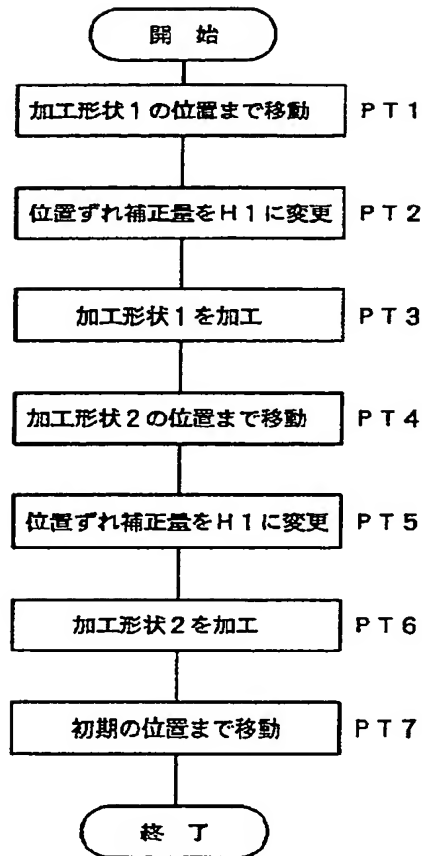 開 始
加工形状1の位置まで移動 PT1
位置ずれ補正量をH1に変更 PT2
加工形状1を加工 PT3
加工形状2の位置まで移動 PT4
位置ずれ補正量をH1に変更 PT5
加工形状2を加工 PT6
初期の位置まで移動 PT7
終 了